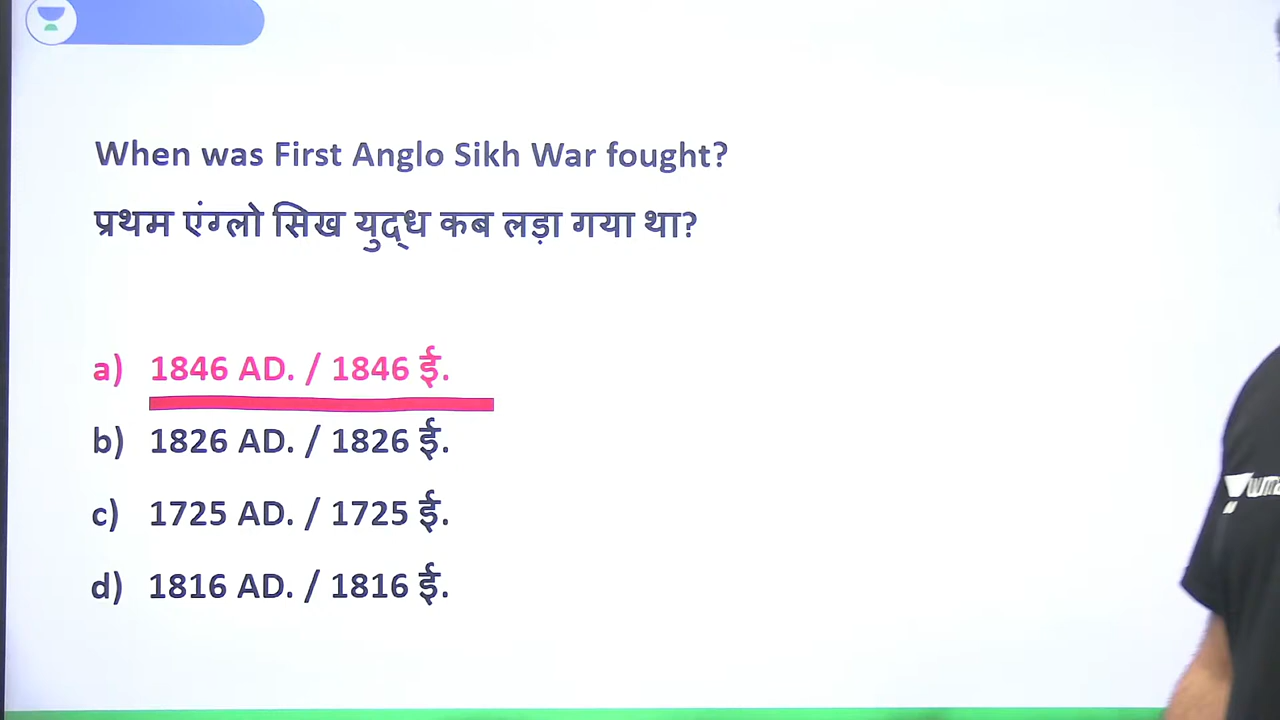 When was First Anglo Sikh War fought?
प्रथम एंग्लो सिख युद्ध कब लड़ा गया था?
a) 1846 AD. / 1846 ई.
b) 1826 AD. / 1826 ई.
c) 1725 AD. / 1725 ई.
d) 1816 AD. / 1816 ई.